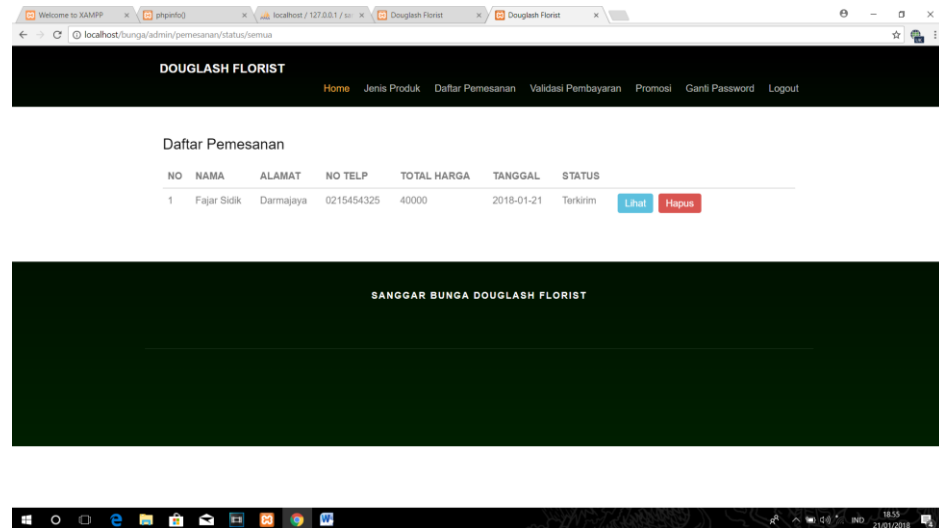 Welcome to XAMPP phpinfo() localhost / 127.0.0.1 / Douglash Florist Douglash Florist
localhost/bunga/admin/pemesanan/status/semua
DOUGLASH FLORIST
Home Jenis Produk Daftar Pemesanan Validasi Pembayaran Promosi Ganti Password Logout
Daftar Pemesanan
NO NAMA ALAMAT NO TELP TOTAL HARGA TANGGAL STATUS
1 Fajar Sidik Darmajaya 0215454325 40000 2018-01-21 Terkirim Lihat Hapus
SANGGAR BUNGA DOUGLASH FLORIST
IND 18.55
21/01/2018